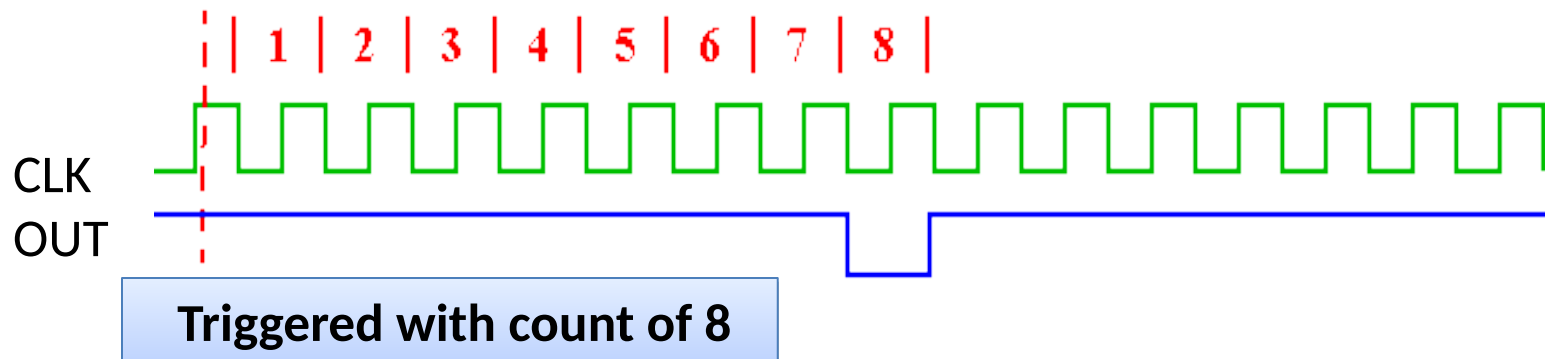 | 1 | 2 | 3 | 4 | 5 | 6 | 7 | 8 |
CLK
OUT
Triggered with count of 8